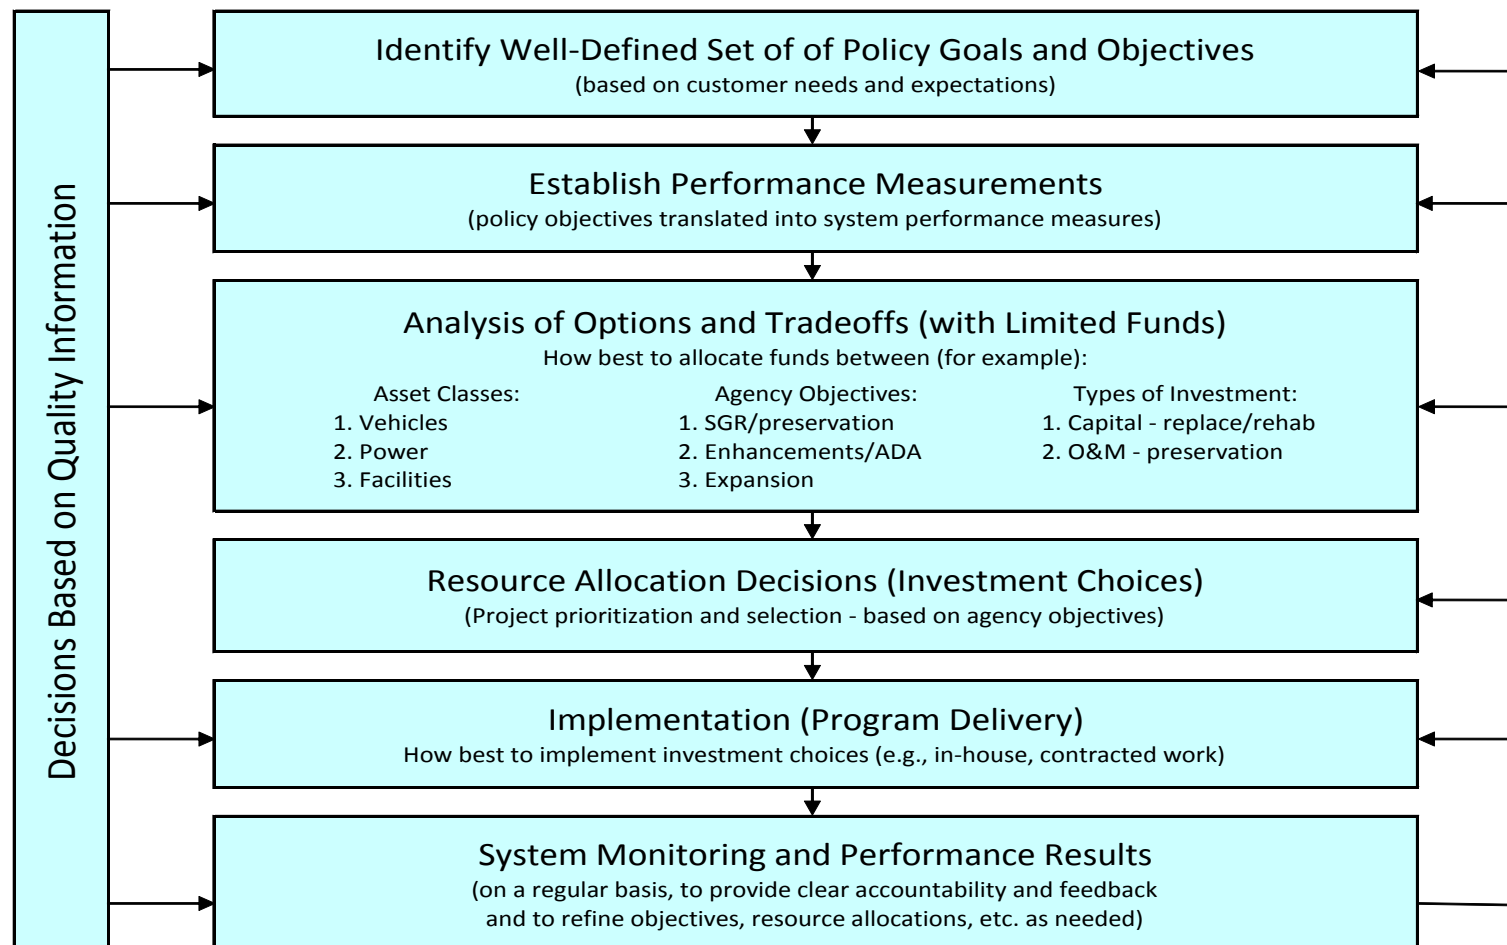 Decisions Based on Quality Information
Identify Well-Defined Set of of Policy Goals and Objectives
(based on customer needs and expectations)
Establish Performance Measurements
(policy objectives translated into system performance measures)
Analysis of Options and Tradeoffs (with Limited Funds)
How best to allocate funds between (for example):
Asset Classes:
1. Vehicles
2. Power
3. Facilities
Agency Objectives:
1. SGR/preservation
2. Enhancements/ADA
3. Expansion
Types of Investment:
1. Capital - replace/rehab
2. O&M - preservation
Resource Allocation Decisions (Investment Choices)
(Project prioritization and selection - based on agency objectives)
Implementation (Program Delivery)
How best to implement investment choices (e.g., in-house, contracted work)
System Monitoring and Performance Results
(on a regular basis, to provide clear accountability and feedback
and to refine objectives, resource allocations, etc. as needed)